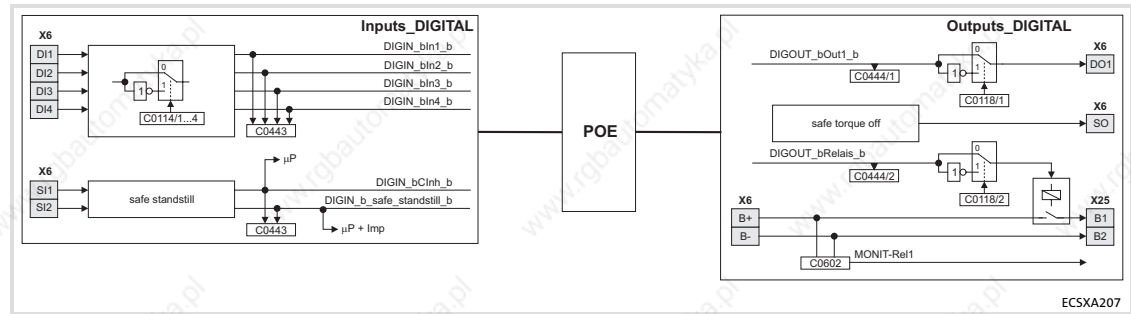 Inputs_DIGITAL
X6
DI1
DI2
DI3
DI4
0
1
1
C0114/1...4
DIGIN_bIn1_b
DIGIN_bIn2_b
DIGIN_bIn3_b
DIGIN_bIn4_b
C0443
X6
SI1
SI2
safe standstill
µP
DIGIN_bCInh_b
DIGIN_b_safe_standstill_b
C0443
µP + Imp
POE
Outputs_DIGITAL
DIGOUT_bOut1_b
C0444/1
0
1
1
C0118/1
X6
DO1
safe torque off
X6
SO
DIGOUT_bRelais_b
C0444/2
0
1
1
C0118/2
X6
B+
B-
X25
B1
B2
C0602
MONIT-Rel1
ECSXA207
www.rgbautomatyka.pl